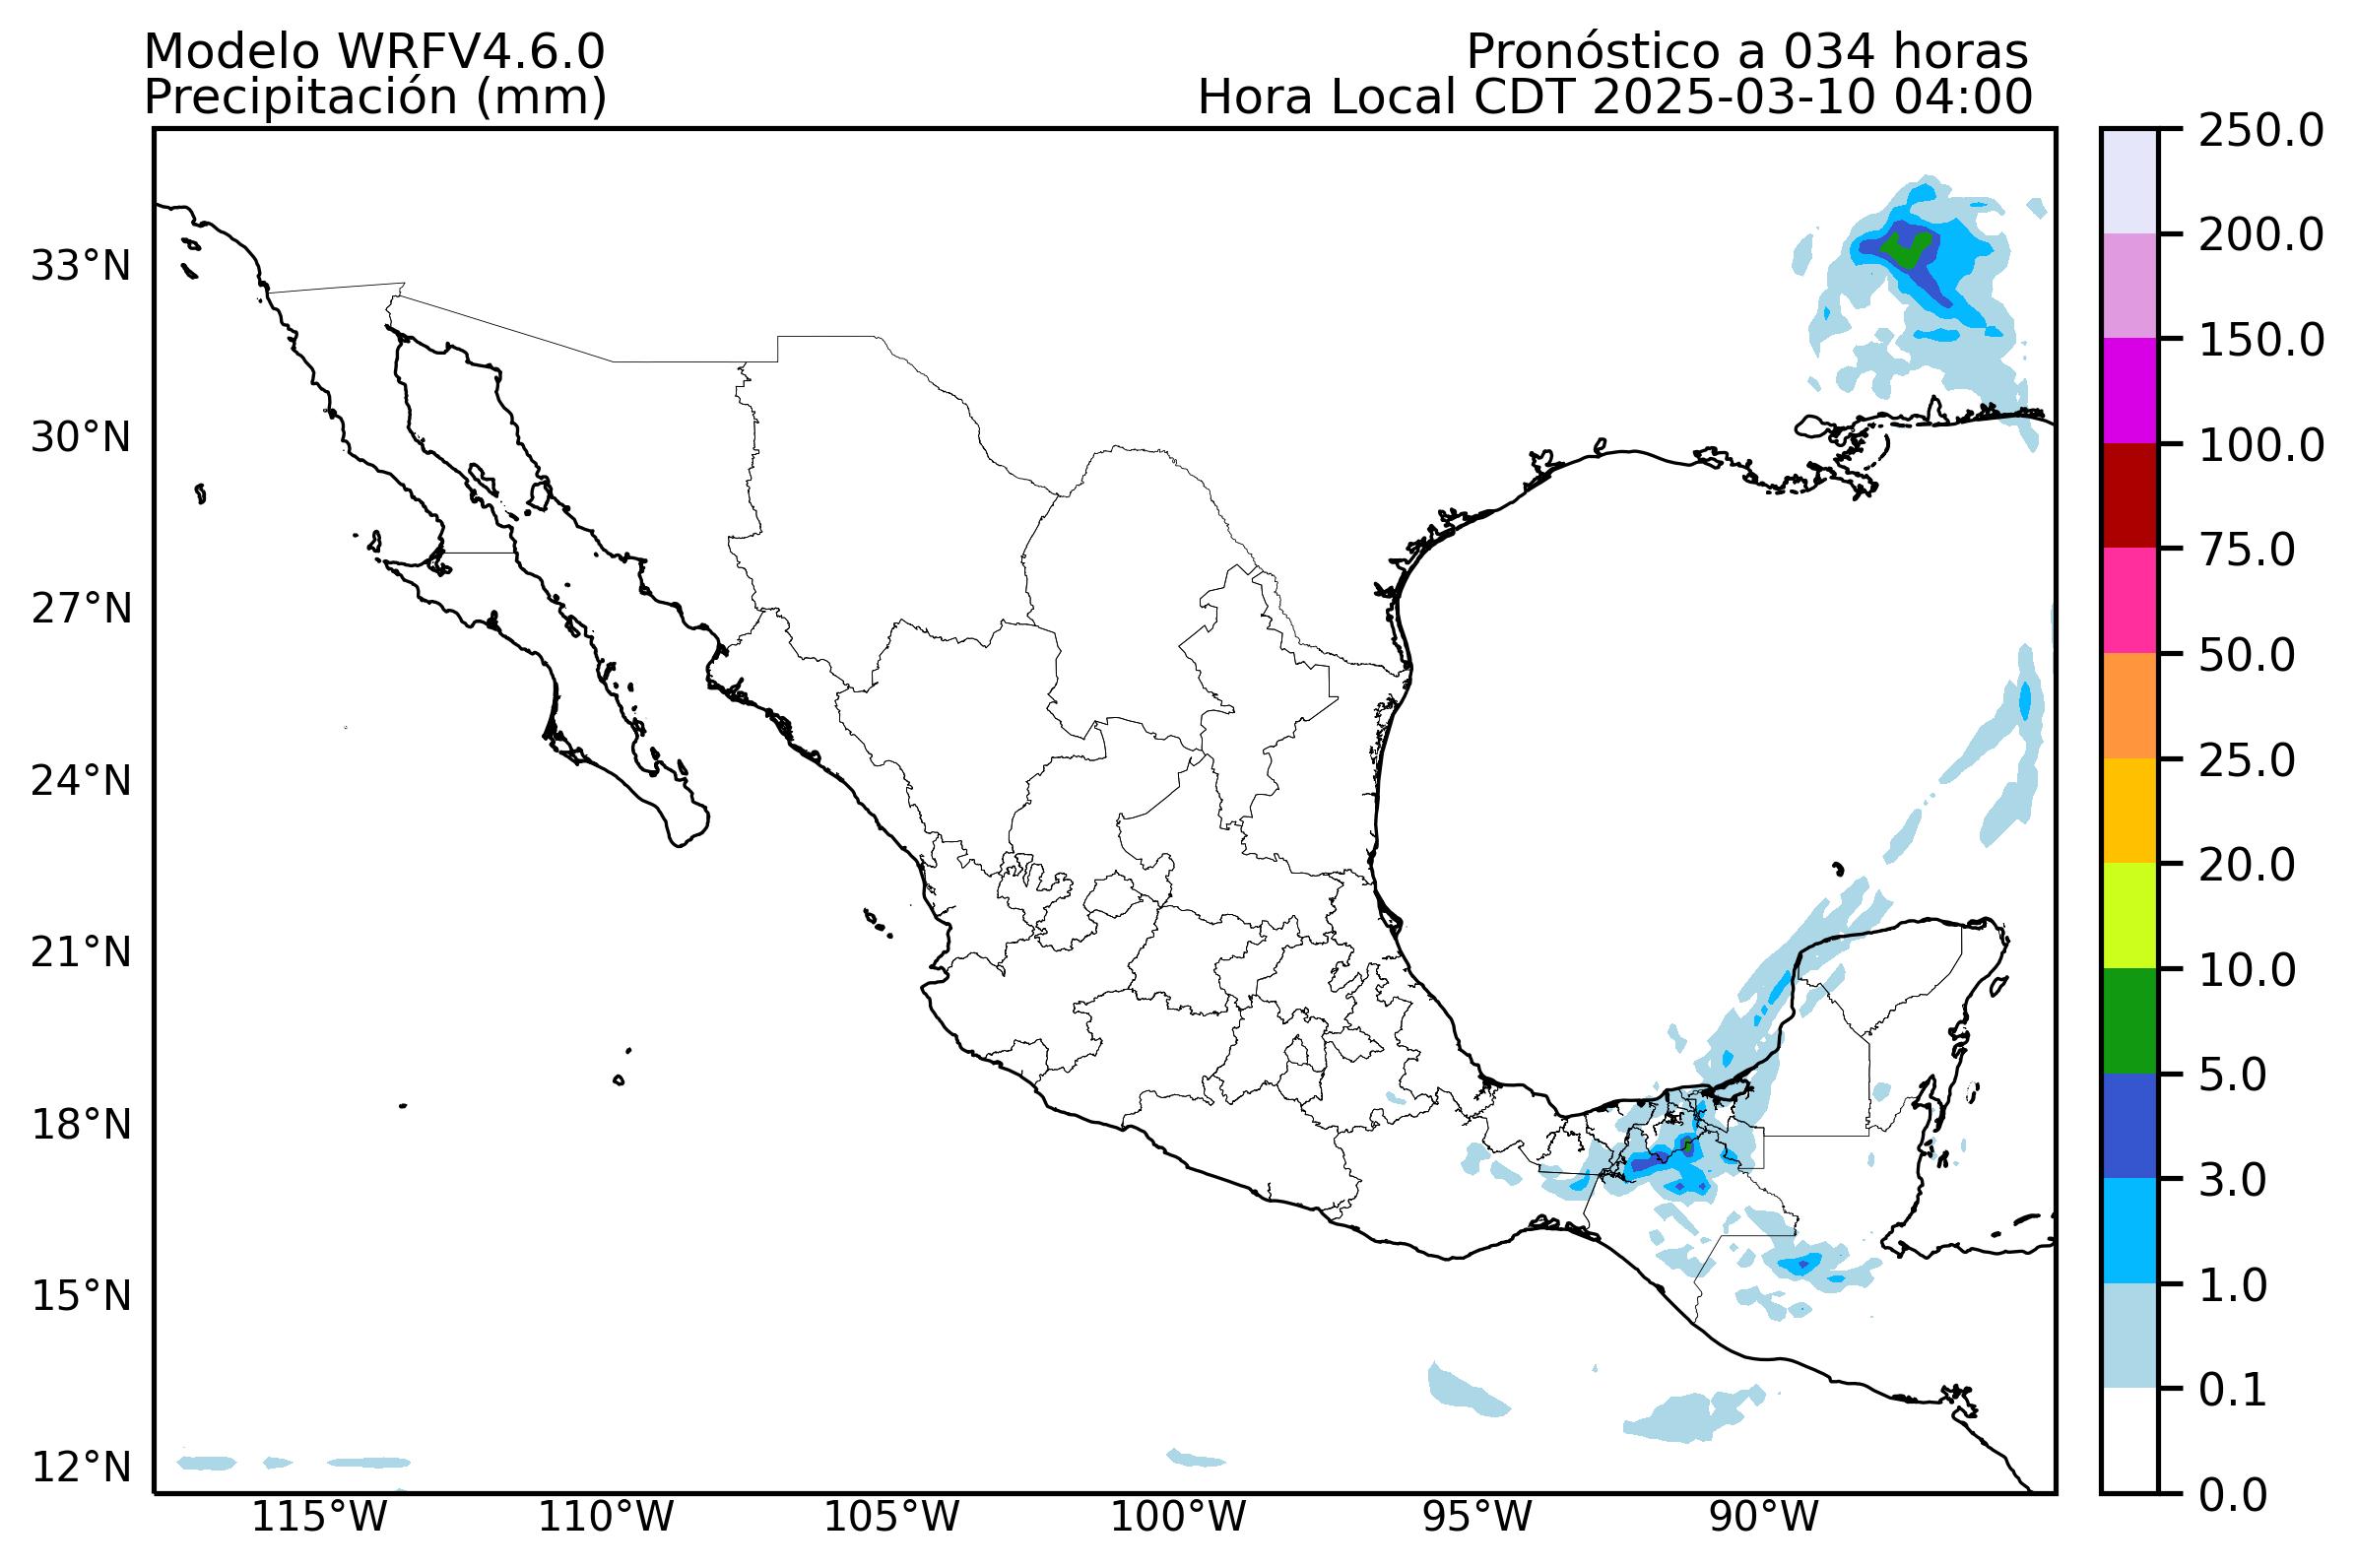 Modelo WRFV4.6.0
Pronóstico a 034 horas
Precipitación (mm)
Hora Local CDT 2025-03-10 04:00
33°N
30°N
27°N
24°N
21°N
18°N
15°N
12°N
115°W
110°W
105°W
100°W
95°W
90°W
250.0
200.0
150.0
100.0
75.0
50.0
25.0
20.0
10.0
5.0
3.0
1.0
0.1
0.0